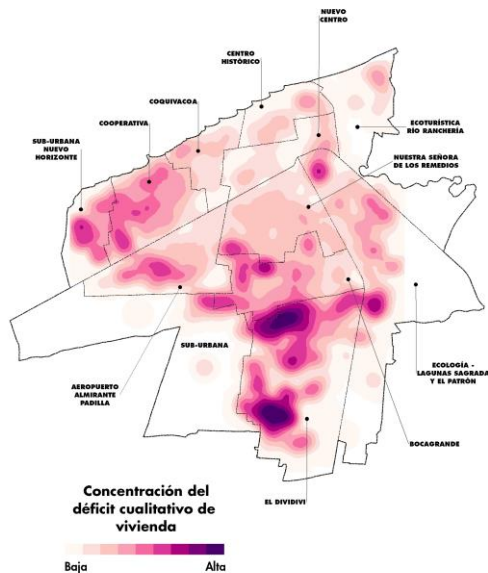 NUEVO
CENTRO
CENTRO
HISTÓRICO
COQUIVACOA
COOPERATIVA
SUB-URBANA
NUEVO
HORIZONTE
ECOTURÍSTICA
RÍO RANCHERÍA
NUESTRA SEÑORA
DE LOS REMEDIOS
SUB-URBANA
AEROPUERTO
ALMIRANTE
PADILLA
ECOLOGÍA -
LAGUNAS SAGRADA
Y EL PATRÓN
BOCAGRANDE
EL DIVIDIVI
Concentración del
déficit cualitativo de
vivienda
Baja
Alta